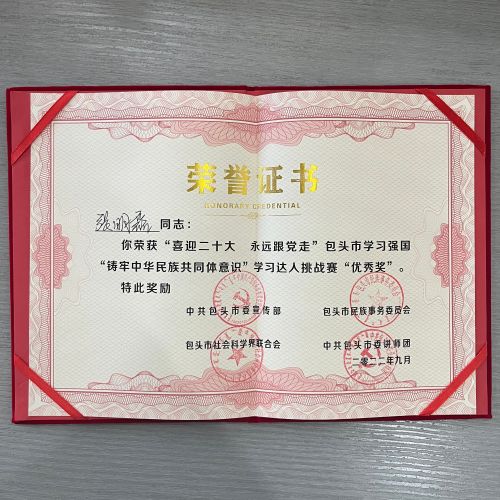 荣誉证书
HONORARY CREDENTIAL
张明磊 同志：
你荣获“喜迎二十大 永远跟党走”包头市学习强国
“铸牢中华民族共同体意识”学习达人挑战赛“优秀奖”。
特此奖励
中共包头市委宣传部 包头市民族事务委员会
包头市社会科学界联合会 中共包头市委讲师团
二〇二二年九月